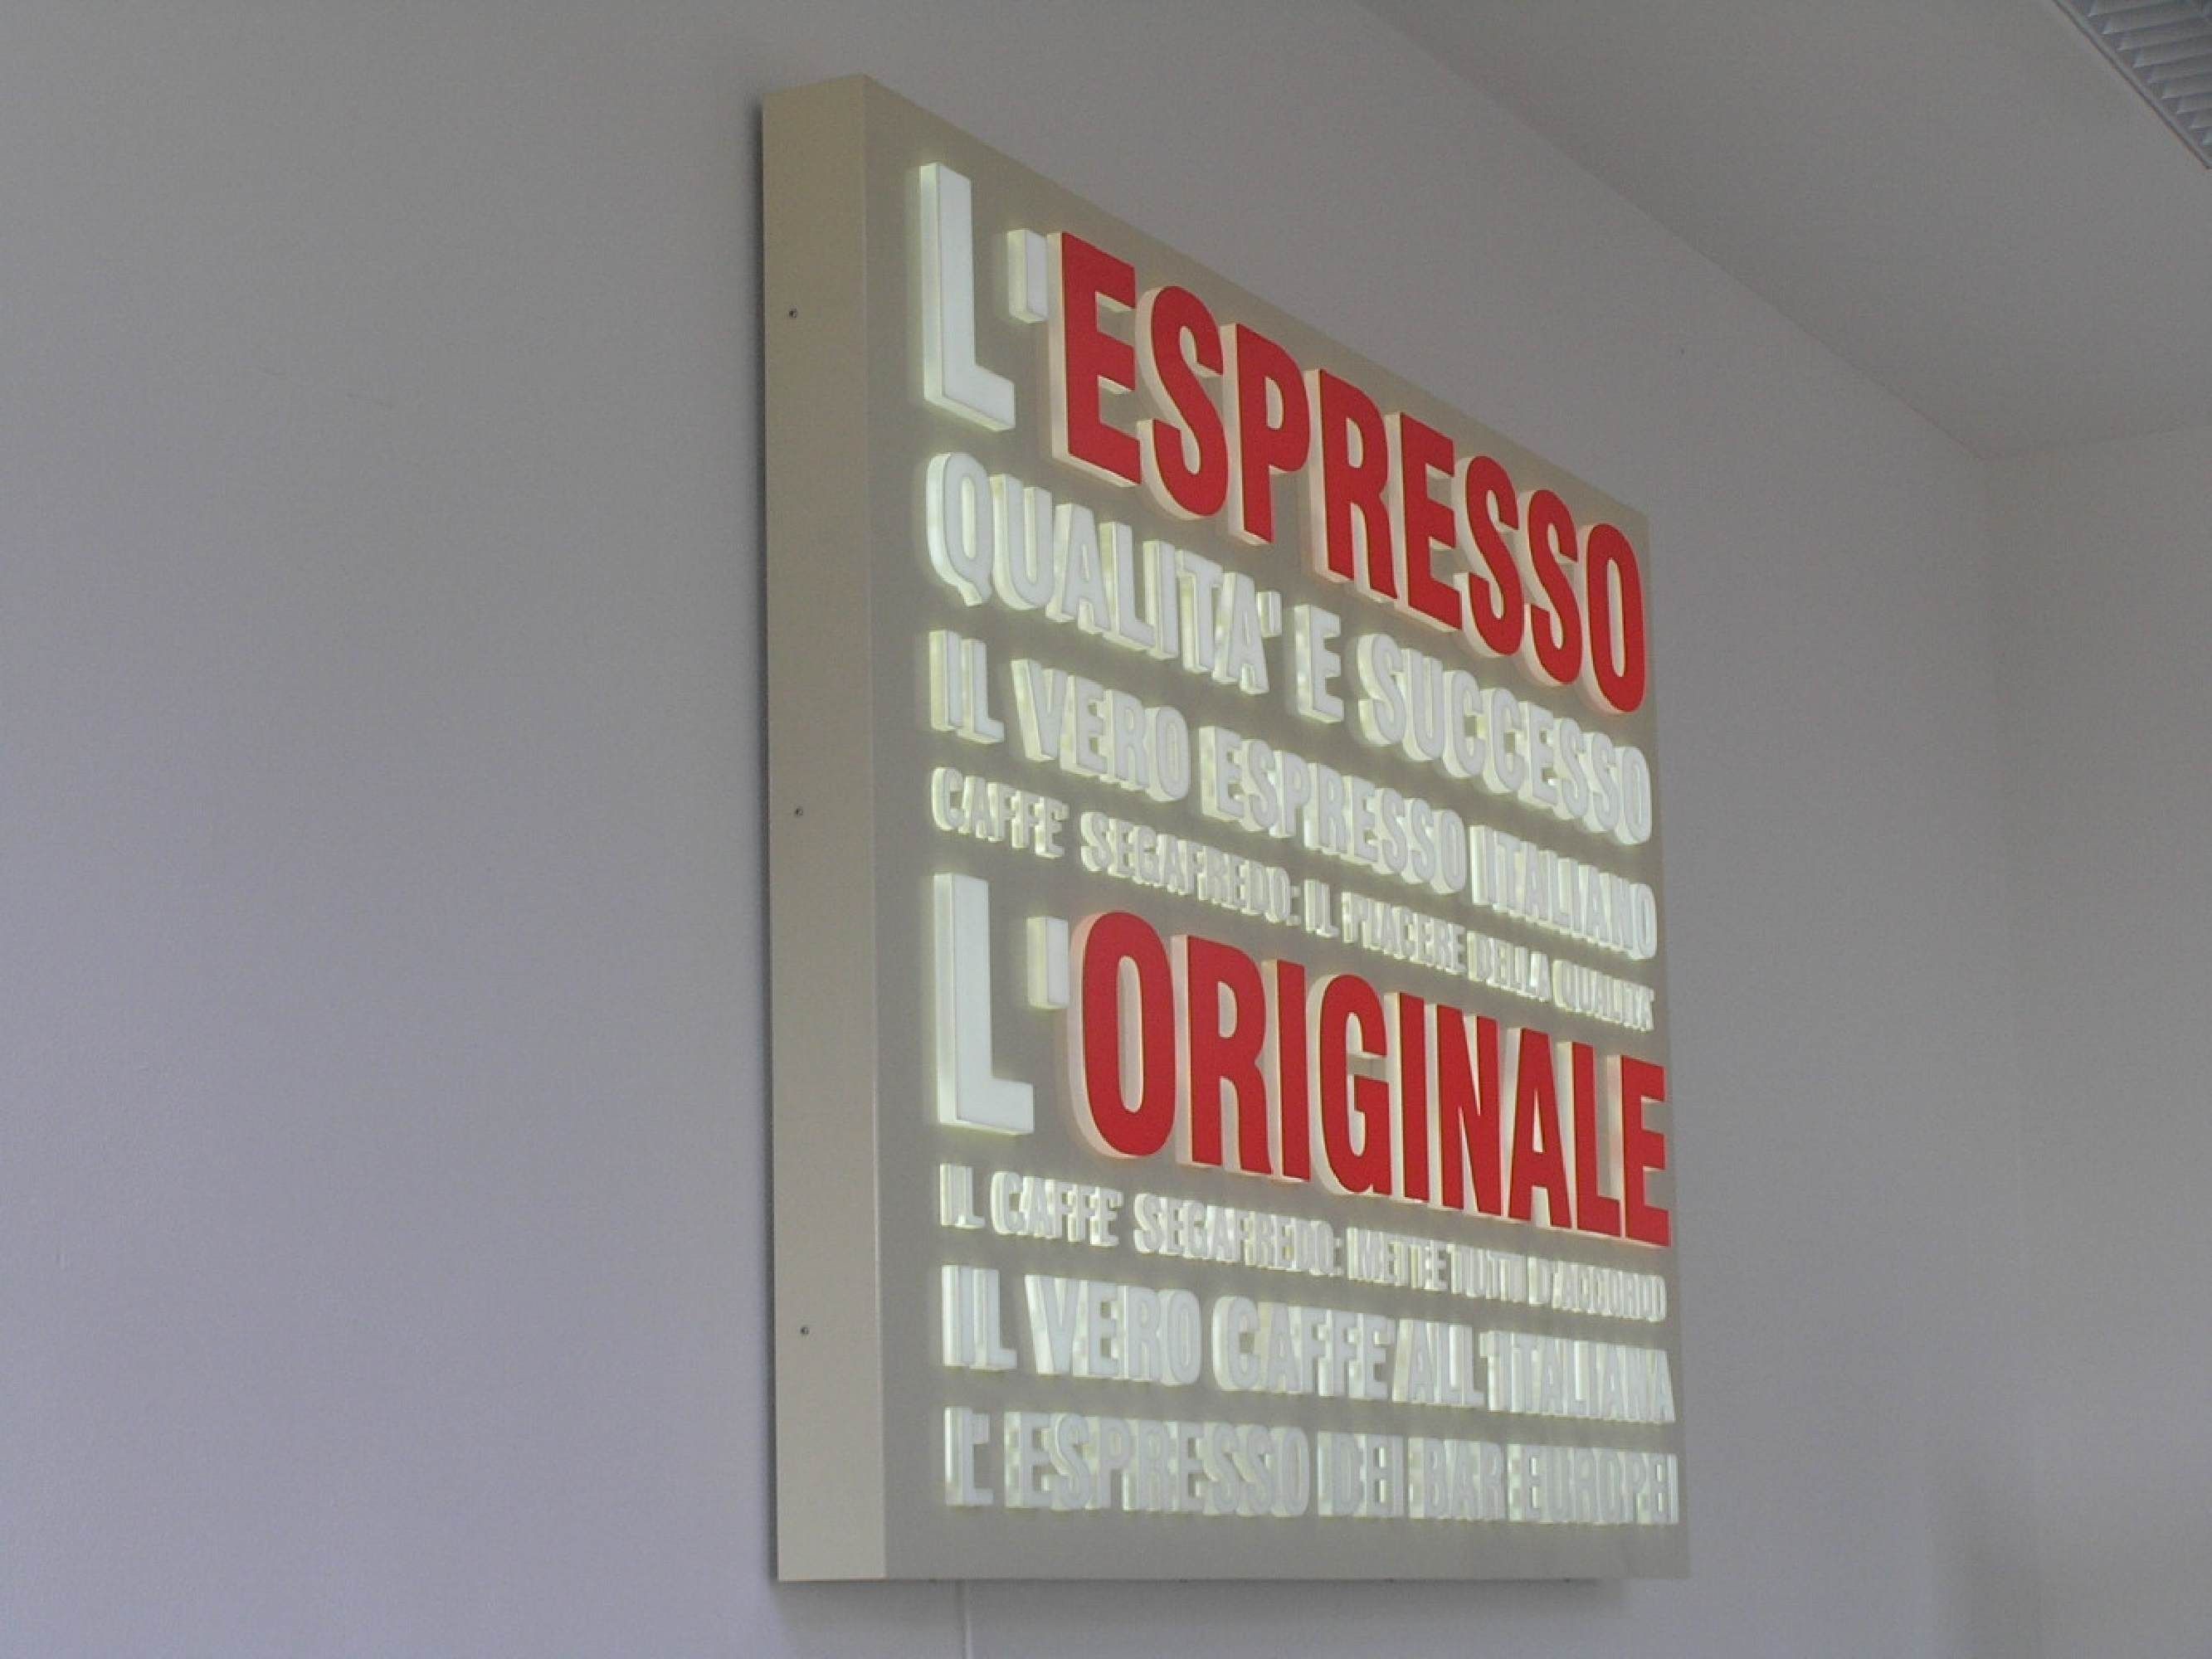 L'ESPRESSO
QUALITA' E SUCCESSO
IL VERO ESPRESSO ITALIANO
CAFFE' SEGAFREDO: IL PIACERE DELLA QUALITA'
L'ORIGINALE
IL CAFFE' SEGAFREDO: METTE TUTTI D'ACCORDO
IL VERO CAFFE' ALL'ITALIANA
L'ESPRESSO DEI BAR EUROPEI